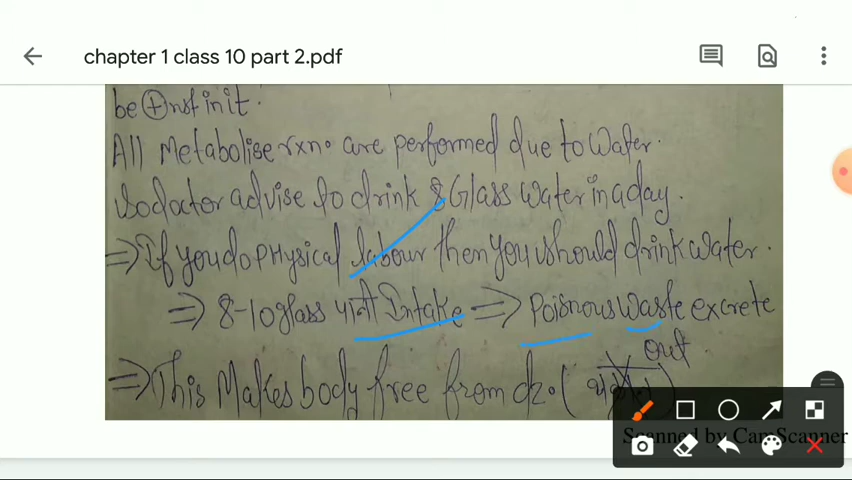 chapter 1 class 10 part 2.pdf
be ⊕nst in it.
All Metabolise rxn. are performed due to Water.
So doctor advise to drink 8 Glass Water in a day.
⇒ If you do physical labour then you should drink water.
⇒ 8-10 glass पानी Intake ⇒ Poisnous waste excrete
out
⇒ This Makes body free from dz. (
Scanned by CamScanner